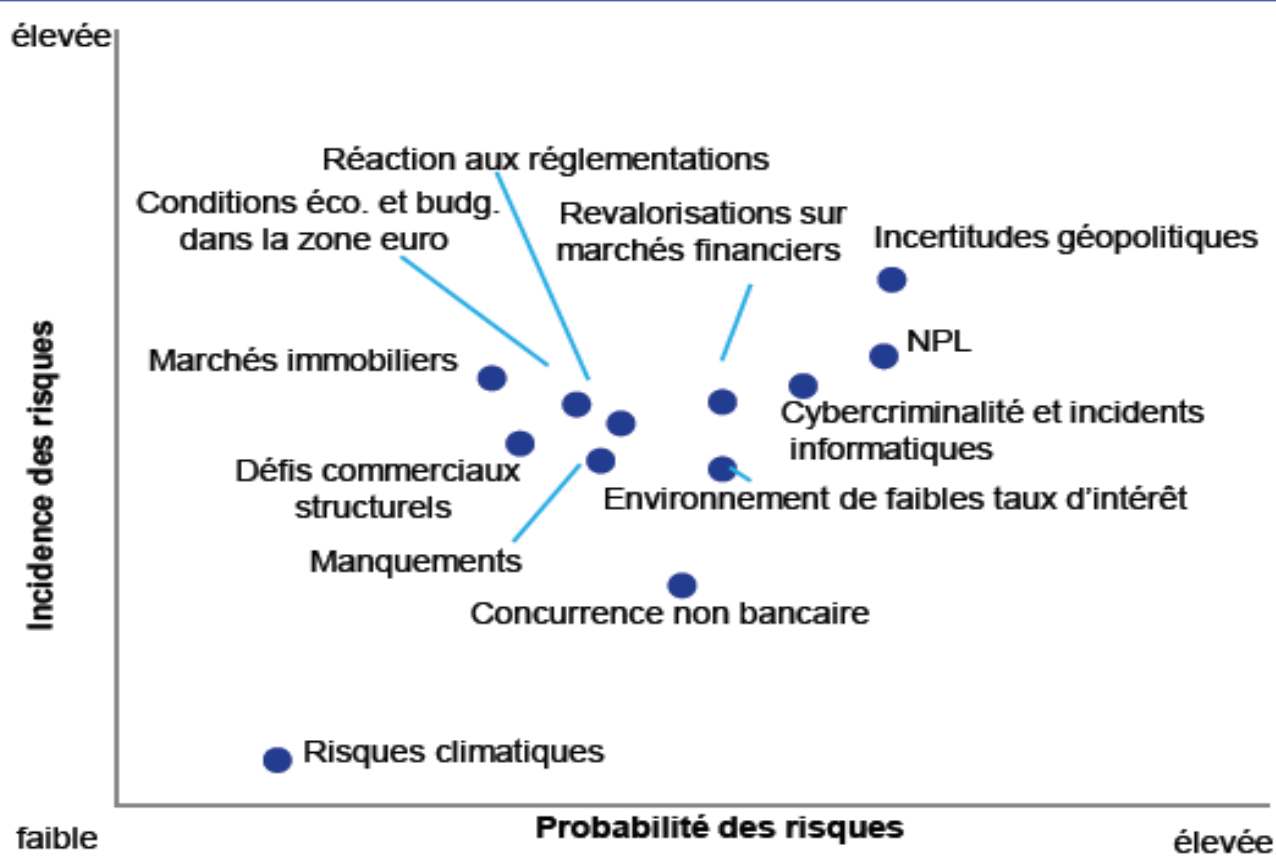 élevée
Réaction aux réglementations
Conditions éco. et budg.
dans la zone euro
Revalorisations sur
marchés financiers
Incertitudes géopolitiques
NPL
Marchés immobiliers
Cybercriminalité et incidents
informatiques
Défis commerciaux
structurels
Environnement de faibles taux d'intérêt
Manquements
Concurrence non bancaire
Incidence des risques
Risques climatiques
faible
Probabilité des risques
élevée